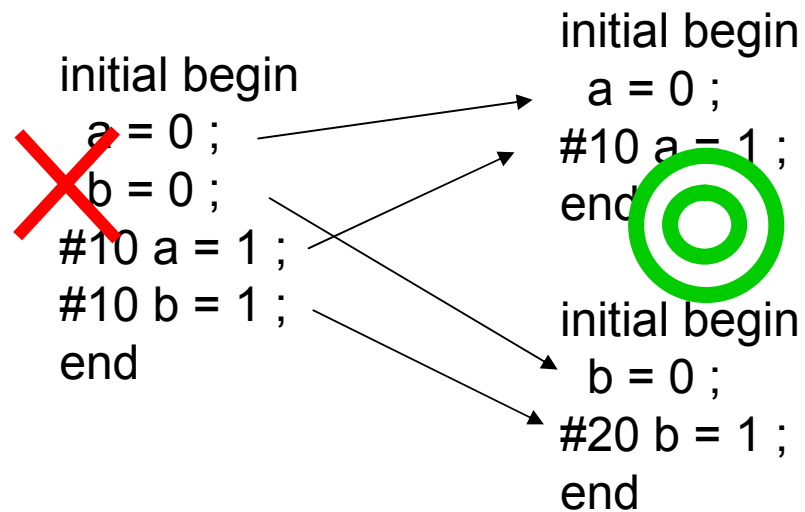 initial begin
a = 0 ;
b = 0 ;
#10 a = 1 ;
#10 b = 1 ;
end
initial begin
a = 0 ;
#10 a = 1 ;
end
initial begin
b = 0 ;
#20 b = 1 ;
end